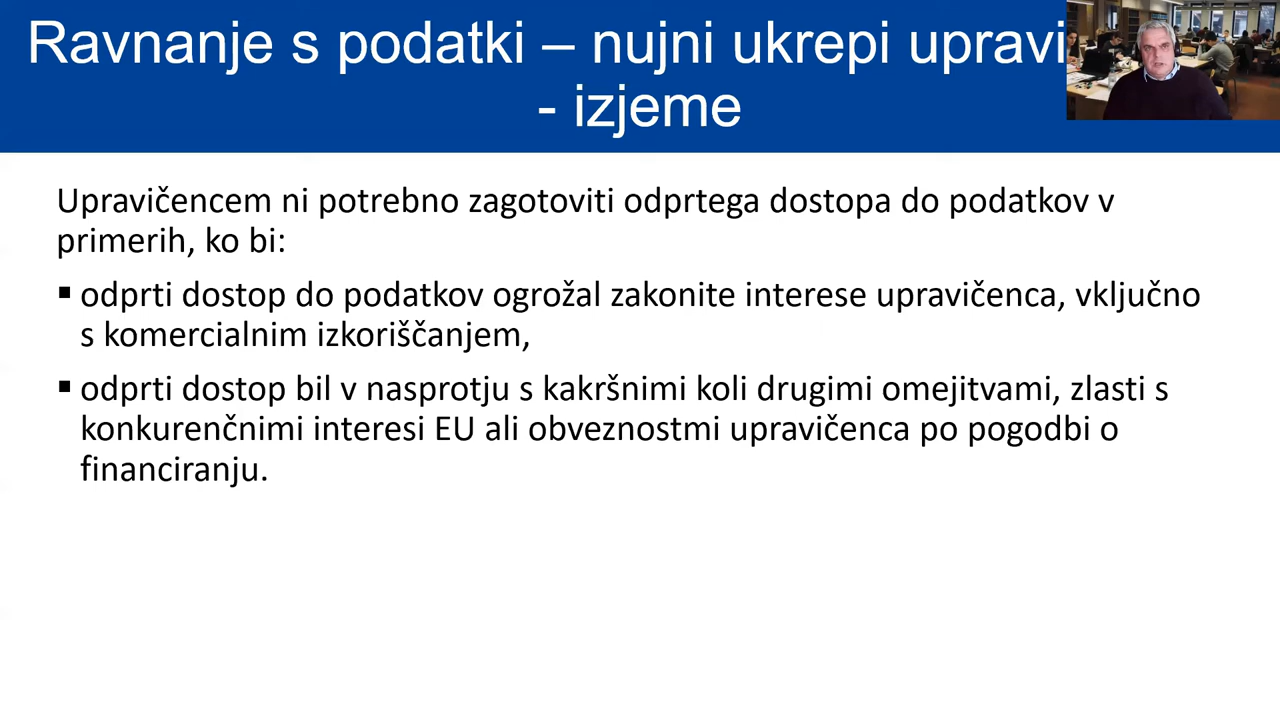 Ravnanje s podatki – nujni ukrepi
- izjeme
Upravičencem ni potrebno zagotoviti odprtega dostopa do podatkov v
primerih, ko bi:
▪ odprti dostop do podatkov ogrožal zakonite interese upravičenca, vključno
s komercialnim izkoriščanjem,
▪ odprti dostop bil v nasprotju s kakršnimi koli drugimi omejitvami, zlasti s
konkurenčnimi interesi EU ali obveznostmi upravičenca po pogodbi o
financiranju.